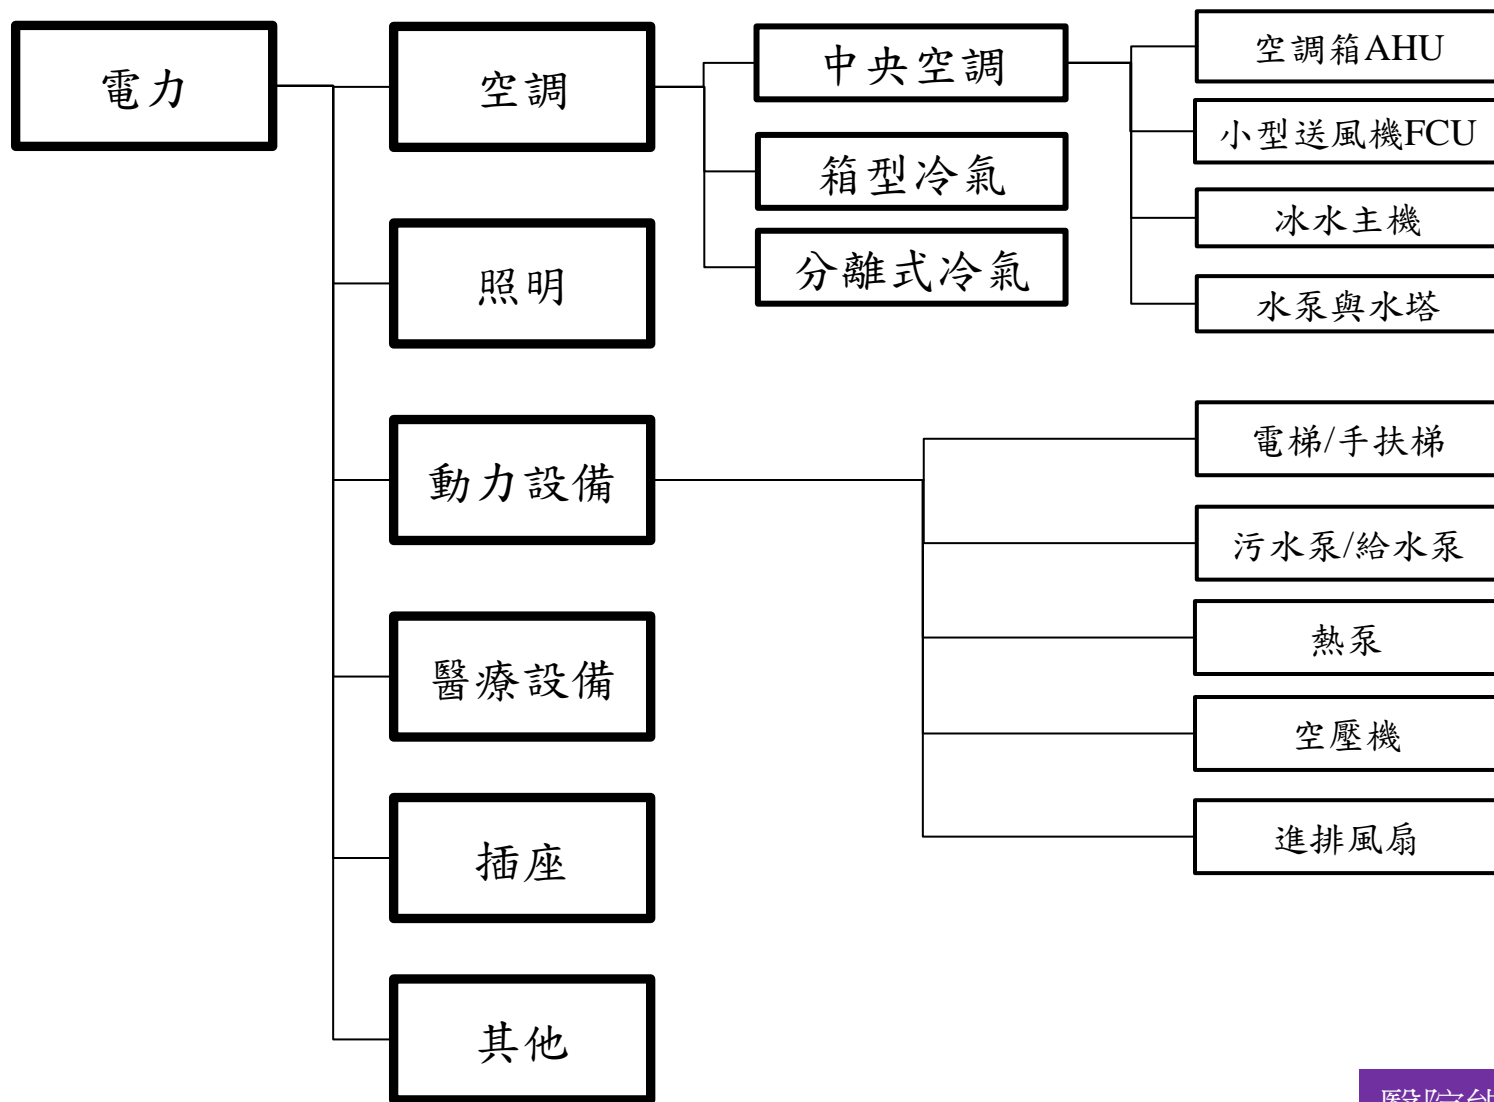 電力
空調
中央空調
空調箱AHU
小型送風機FCU
冰水主機
水泵與水塔
箱型冷氣
分離式冷氣
照明
動力設備
電梯/手扶梯
污水泵/給水泵
熱泵
空壓機
進排風扇
醫療設備
插座
其他